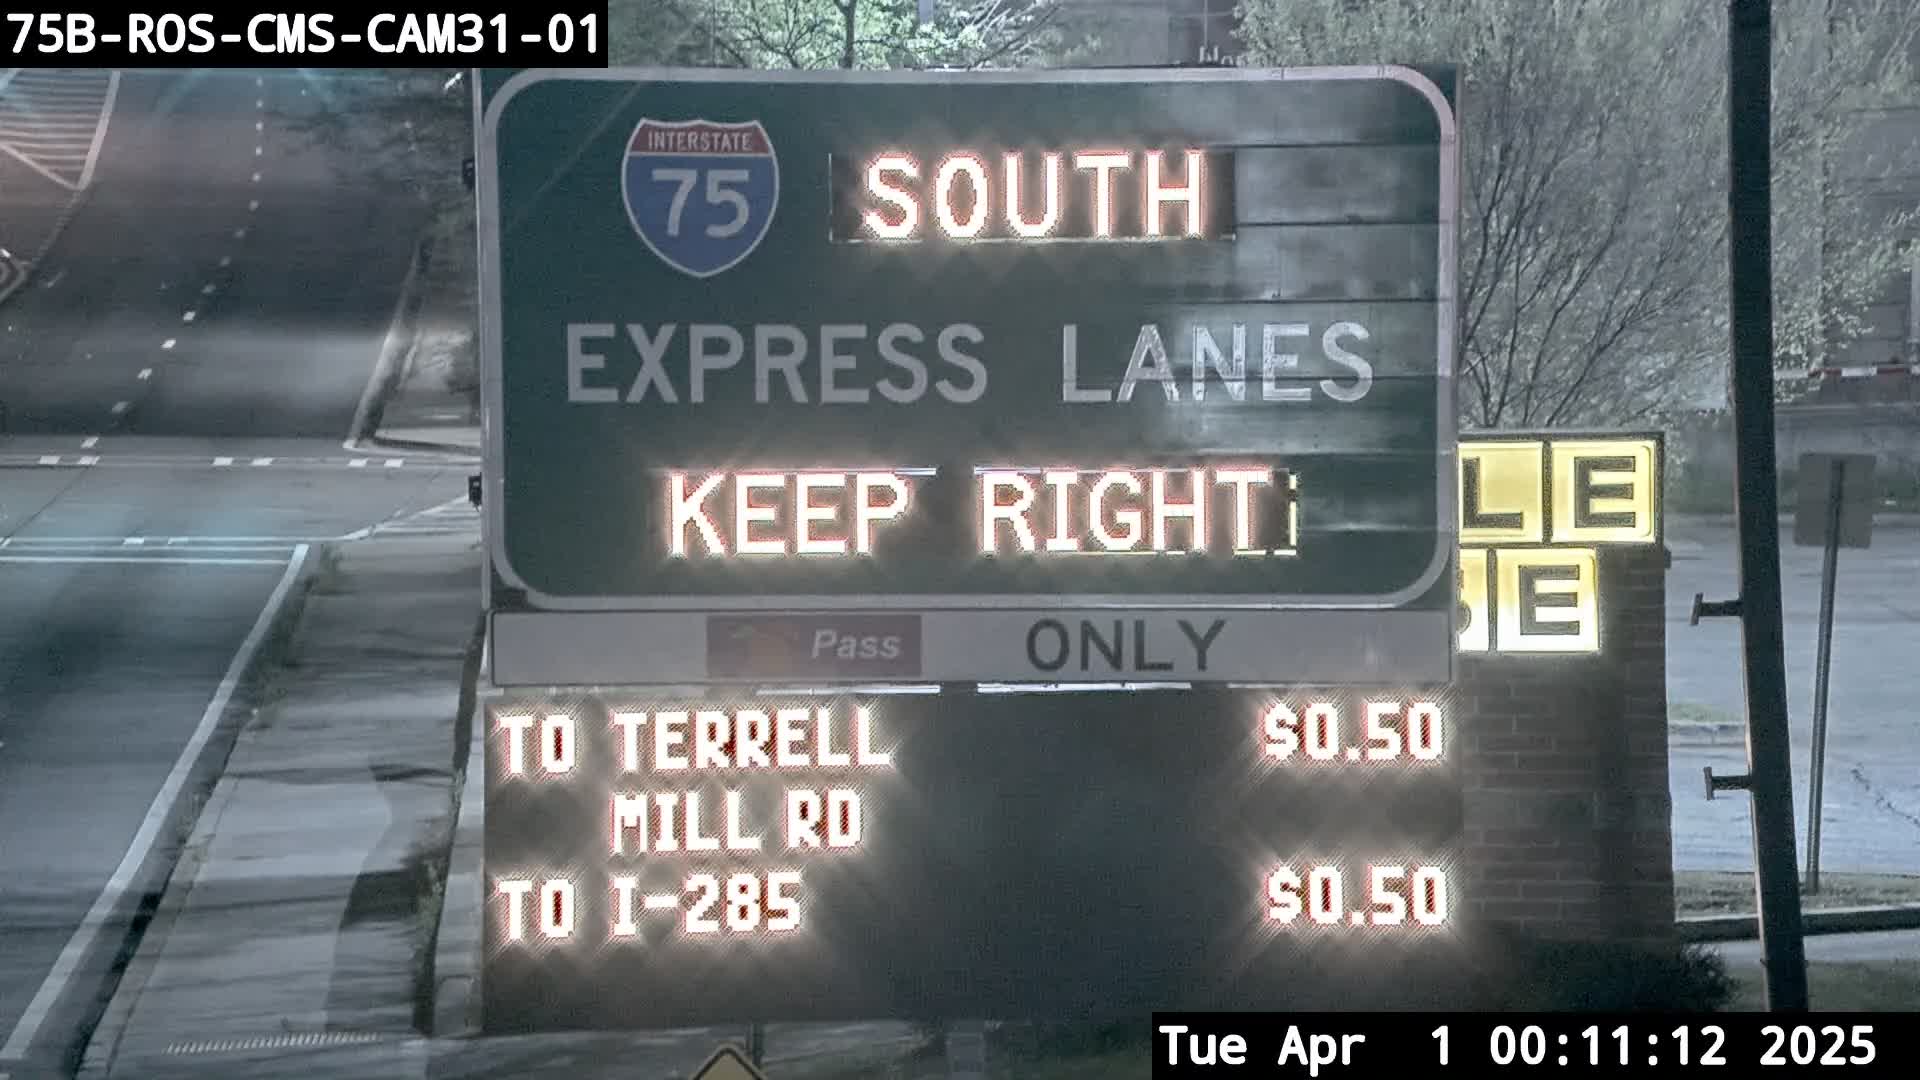 75B-ROS-CMS-CAM31-01
INTERSTATE
75
SOUTH
EXPRESS LANES
KEEP RIGHT
Pass ONLY
LE
E
TO TERRELL $0.50
MILL RD
TO I-285 $0.50
Tue Apr 1 00:11:12 2025